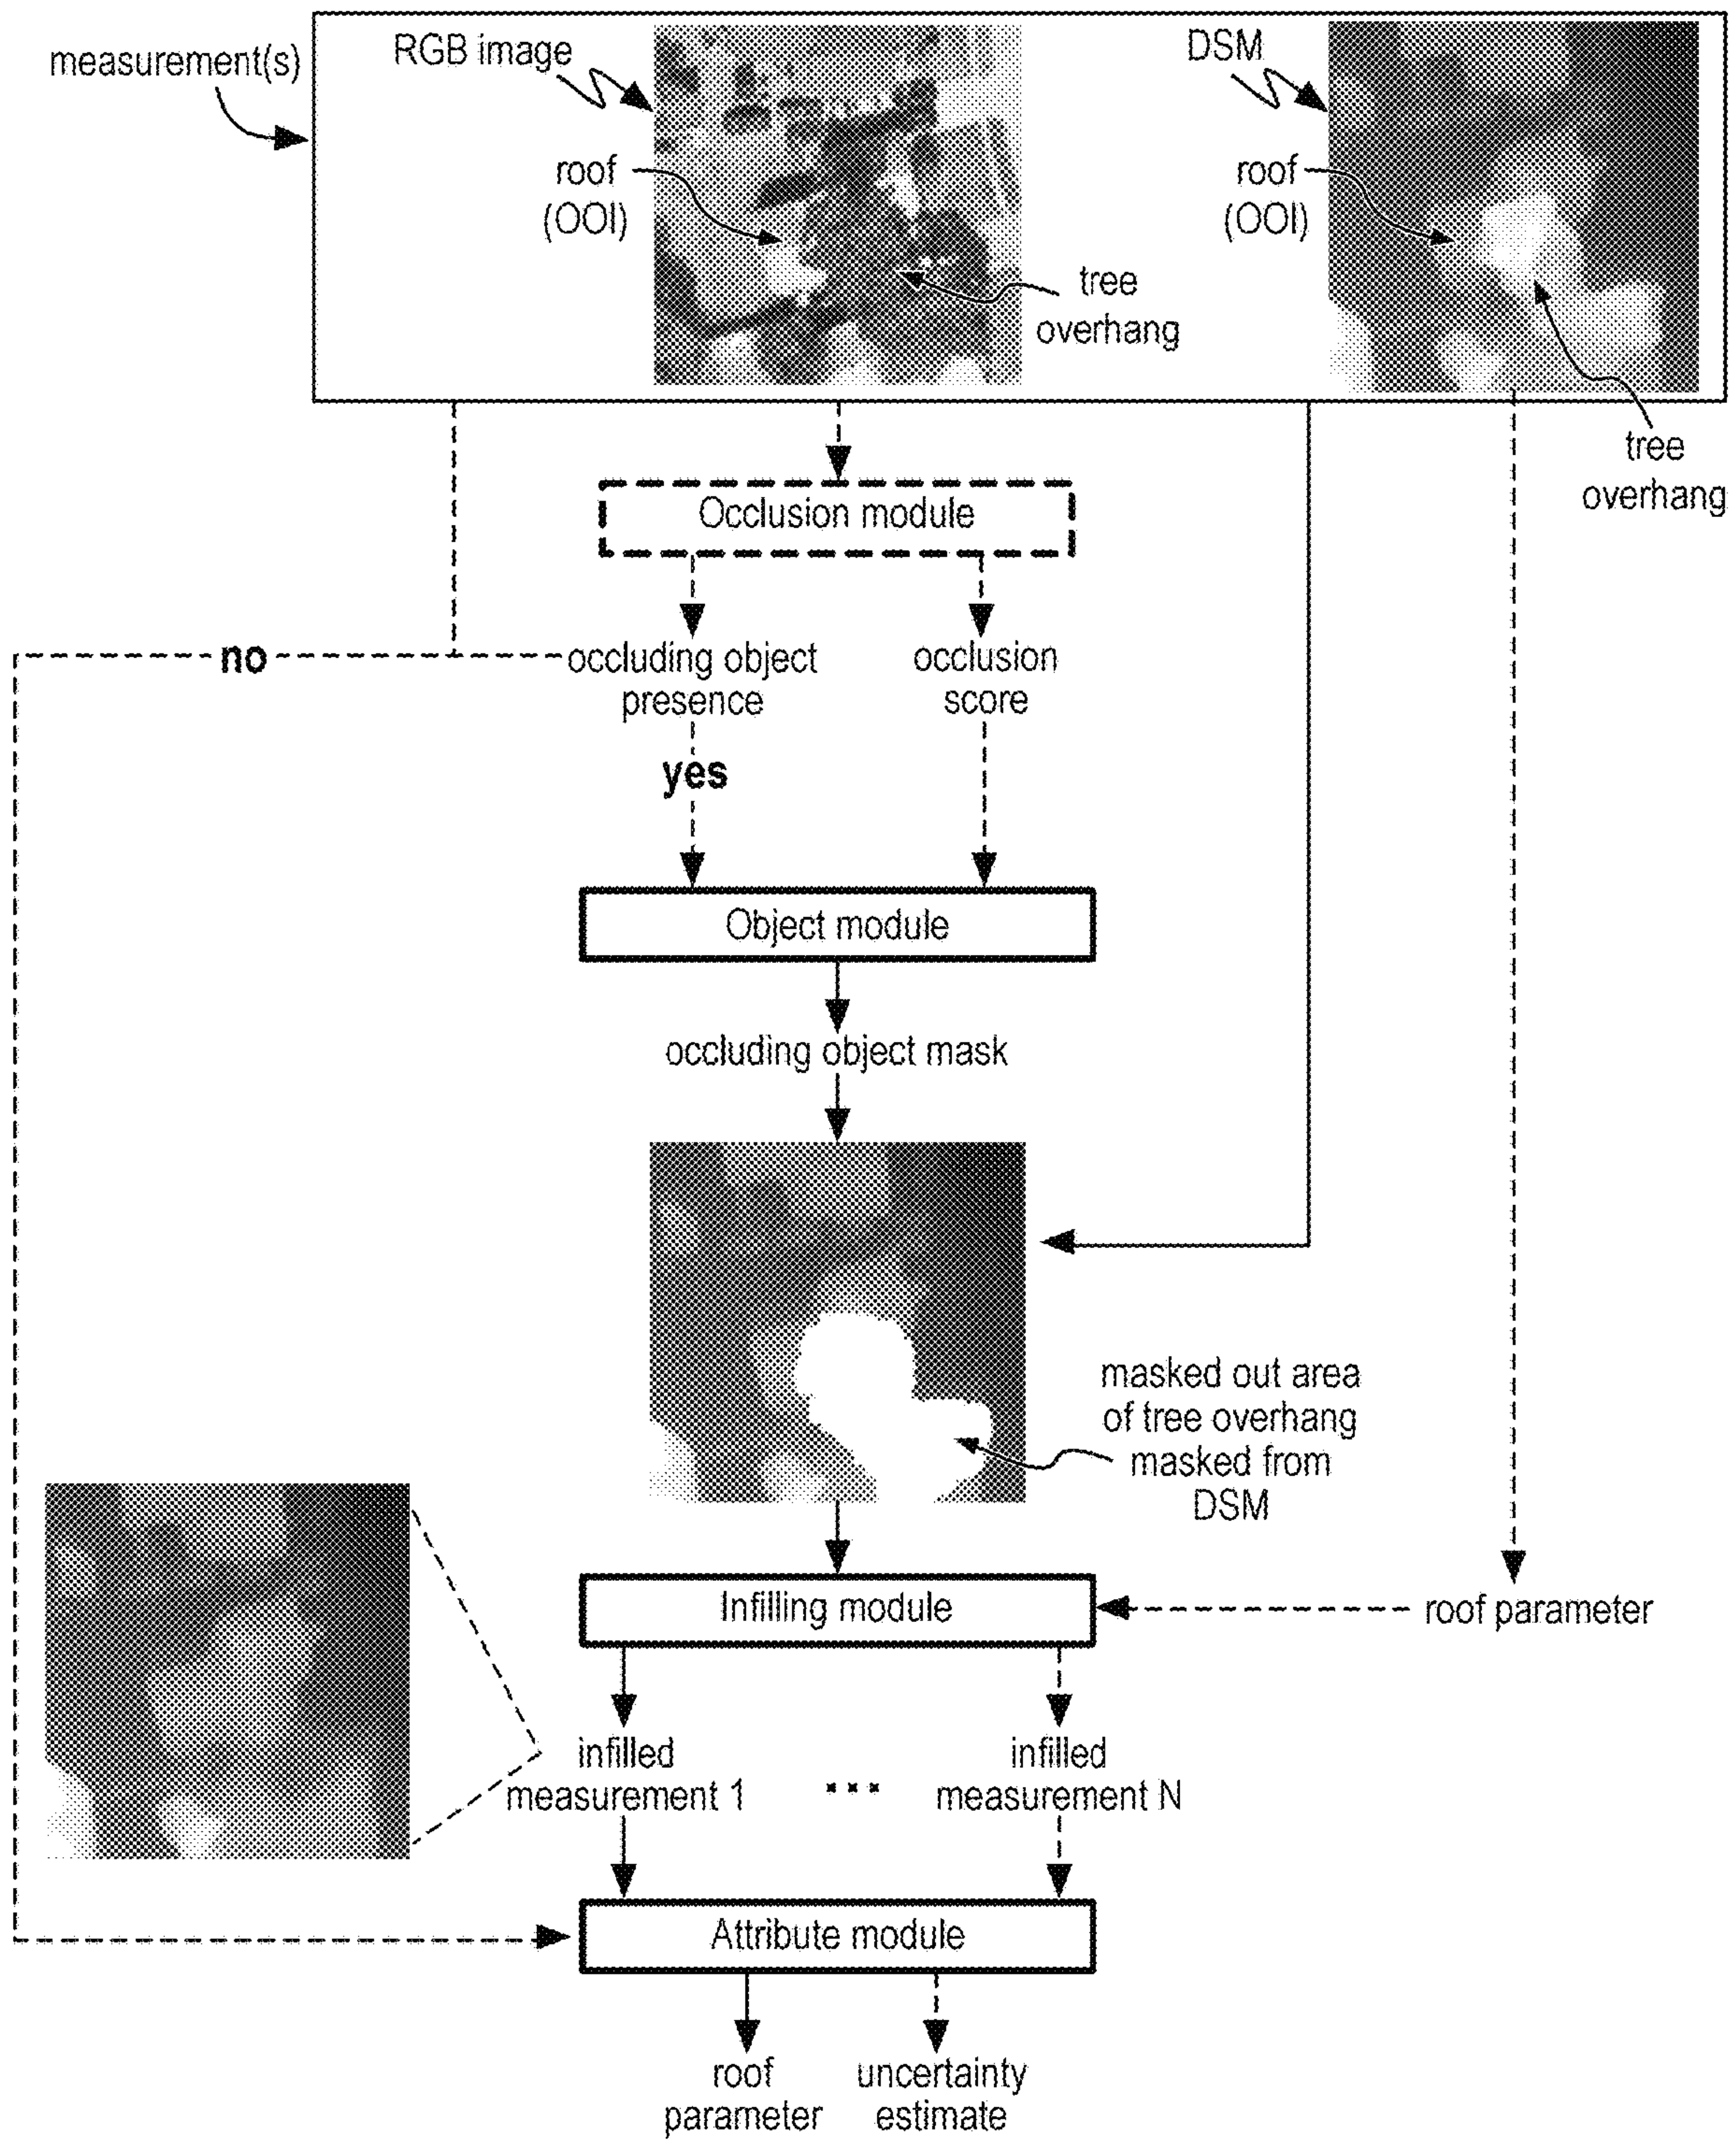 measurement(s)
RGB image
DSM
roof
(OOI)
roof
(OOI)
tree
overhang
tree
overhang
Occlusion module
no
occluding object
presence
occlusion
score
yes
Object module
occluding object mask
masked out area
of tree overhang
masked from
DSM
Infilling module
roof parameter
infilled
measurement 1
...
infilled
measurement N
Attribute module
roof
parameter
uncertainty
estimate